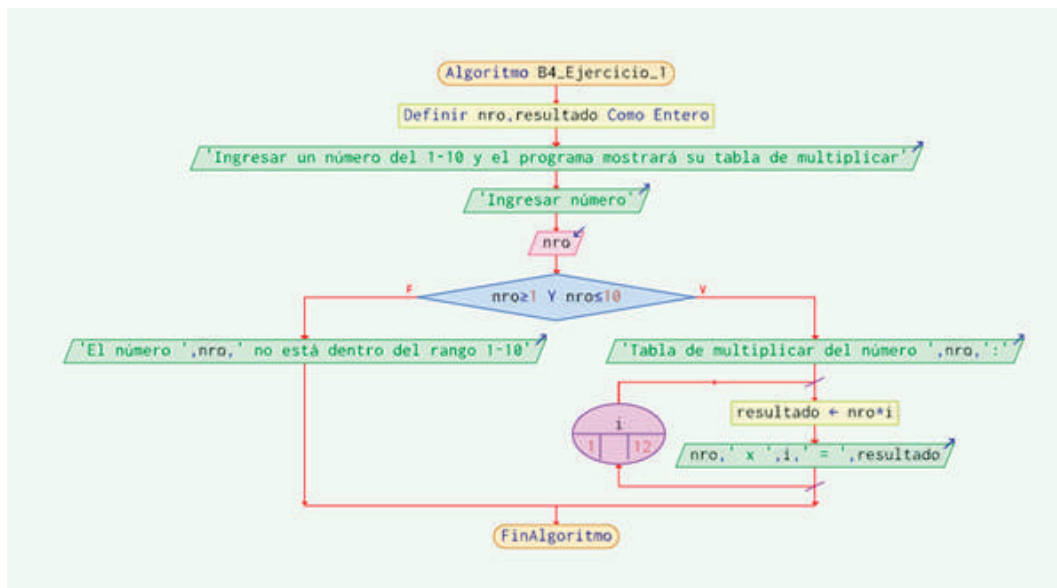 Algoritmo B4_Ejercicio_1
Definir nro,resultado Como Entero
'Ingresar un número del 1-10 y el programa mostrará su tabla de multiplicar'
'Ingresar número'
nro
F
nro≥1 Y nro≤10
V
'El número ',nro,' no está dentro del rango 1-10'
'Tabla de multiplicar del número ',nro,':'
resultado ← nro*i
i
1 12
nro,' x ',i,' = ',resultado
FinAlgoritmo